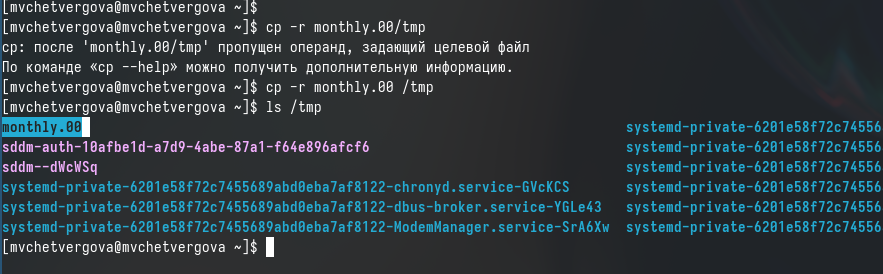 [mvchetvergova@mvchetvergova ~]$
[mvchetvergova@mvchetvergova ~]$ cp -r monthly.00/tmp
cp: после 'monthly.00/tmp' пропущен операнд, задающий целевой файл
По команде «cp --help» можно получить дополнительную информацию.
[mvchetvergova@mvchetvergova ~]$ cp -r monthly.00 /tmp
[mvchetvergova@mvchetvergova ~]$ ls /tmp
monthly.00 systemd-private-6201e58f72c74556
sddm-auth-10afbe1d-a7d9-4abe-87a1-f64e896afcf6 systemd-private-6201e58f72c74556
sddm--dWcWSq systemd-private-6201e58f72c74556
systemd-private-6201e58f72c7455689abd0eba7af8122-chronyd.service-GVcKCS systemd-private-6201e58f72c74556
systemd-private-6201e58f72c7455689abd0eba7af8122-dbus-broker.service-YGLe43 systemd-private-6201e58f72c74556
systemd-private-6201e58f72c7455689abd0eba7af8122-ModemManager.service-SrA6Xw systemd-private-6201e58f72c74556
[mvchetvergova@mvchetvergova ~]$